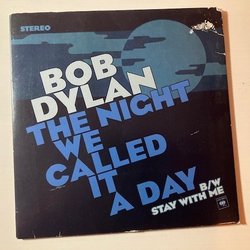 STEREO
BOB
DYLAN
THE NIGHT
WE
CALLED
IT
A DAY
B/W
STAY WITH ME